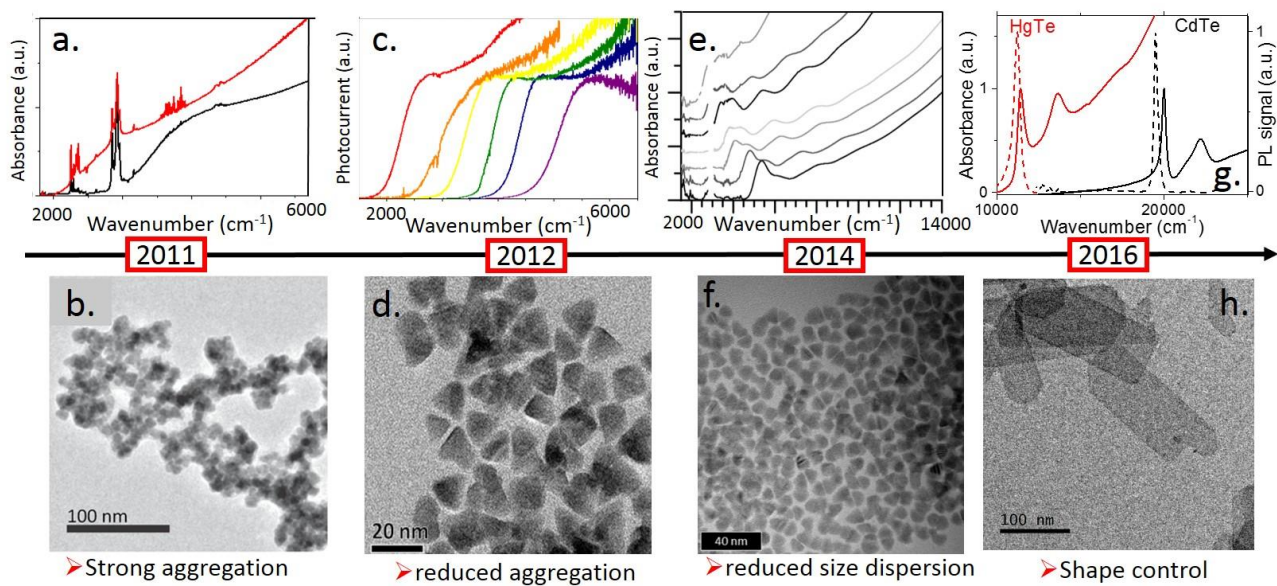 a.
Absorbance (a.u.)
2000
6000
Wavenumber (cm⁻¹)
c.
Photocurrent (a.u.)
2000
6000
Wavenumber (cm⁻¹)
e.
Absorbance (a.u.)
2000
14000
Wavenumber (cm⁻¹)
HgTe
CdTe
Absorbance (a.u.)
1
0
PL signal (a.u.)
1
0
g.
10000
20000
Wavenumber (cm⁻¹)
2011
2012
2014
2016
b.
100 nm
➢Strong aggregation
d.
20 nm
➢reduced aggregation
f.
40 nm
➢reduced size dispersion
h.
100 nm
➢Shape control